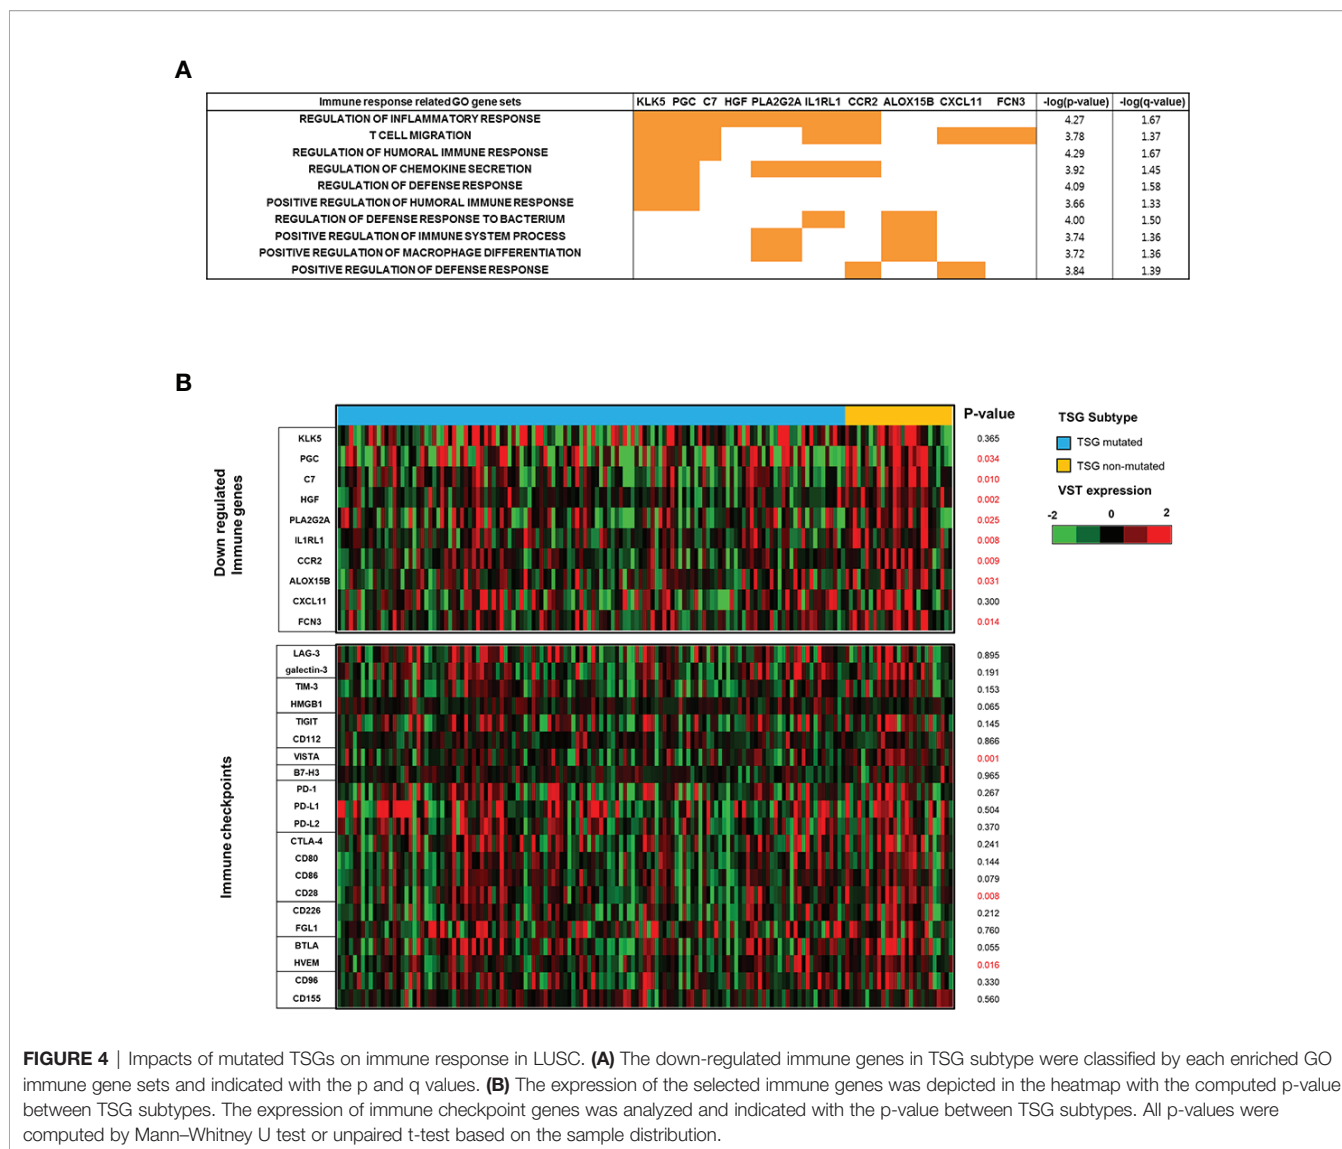 A
Immune response related GO gene sets KLK5 PGC C7 HGF PLA2G2A IL1RL1 CCR2 ALOX15B CXCL11 FCN3 -log(p-value) -log(q-value)
REGULATION OF INFLAMMATORY RESPONSE 4.27 1.67
T CELL MIGRATION 3.78 1.37
REGULATION OF HUMORAL IMMUNE RESPONSE 4.29 1.67
REGULATION OF CHEMOKINE SECRETION 3.92 1.45
REGULATION OF DEFENSE RESPONSE 4.09 1.58
POSITIVE REGULATION OF HUMORAL IMMUNE RESPONSE 3.66 1.33
REGULATION OF DEFENSE RESPONSE TO BACTERIUM 4.00 1.50
POSITIVE REGULATION OF IMMUNE SYSTEM PROCESS 3.74 1.36
POSITIVE REGULATION OF MACROPHAGE DIFFERENTIATION 3.72 1.36
POSITIVE REGULATION OF DEFENSE RESPONSE 3.84 1.39
B
P-value
Down regulated
Immune genes
KLK5 0.365
PGC 0.034
C7 0.010
HGF 0.002
PLA2G2A 0.025
IL1RL1 0.008
CCR2 0.009
ALOX15B 0.031
CXCL11 0.300
FCN3 0.014
Immune checkpoints
LAG-3 0.895
galectin-3 0.191
TIM-3 0.153
HMGB1 0.065
TIGIT 0.145
CD112 0.866
VISTA 0.001
B7-H3 0.965
PD-1 0.267
PD-L1 0.504
PD-L2 0.370
CTLA-4 0.241
CD80 0.144
CD86 0.079
CD28 0.008
CD226 0.212
FGL1 0.760
BTLA 0.055
HVEM 0.016
CD96 0.330
CD155 0.560
TSG Subtype
TSG mutated
TSG non-mutated
VST expression
-2 0 2
FIGURE 4 | Impacts of mutated TSGs on immune response in LUSC. (A) The down-regulated immune genes in TSG subtype were classified by each enriched GO
immune gene sets and indicated with the p and q values. (B) The expression of the selected immune genes was depicted in the heatmap with the computed p-value
between TSG subtypes. The expression of immune checkpoint genes was analyzed and indicated with the p-value between TSG subtypes. All p-values were
computed by Mann–Whitney U test or unpaired t-test based on the sample distribution.